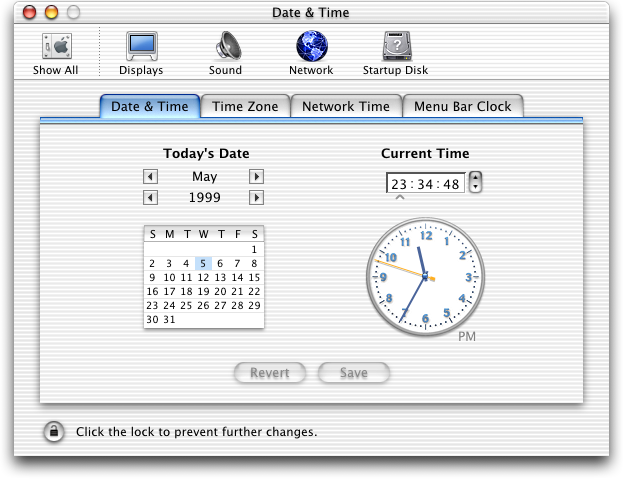 Date & Time
Show All Displays Sound Network Startup Disk
Date & Time Time Zone Network Time Menu Bar Clock
Today's Date
May
1999
S M T W T F S
1
2 3 4 5 6 7 8
9 10 11 12 13 14 15
16 17 18 19 20 21 22
23 24 25 26 27 28 29
30 31
Current Time
23:34:48
12 1 2 3 4 5 6 7 8 9 10 11
PM
Revert Save
Click the lock to prevent further changes.